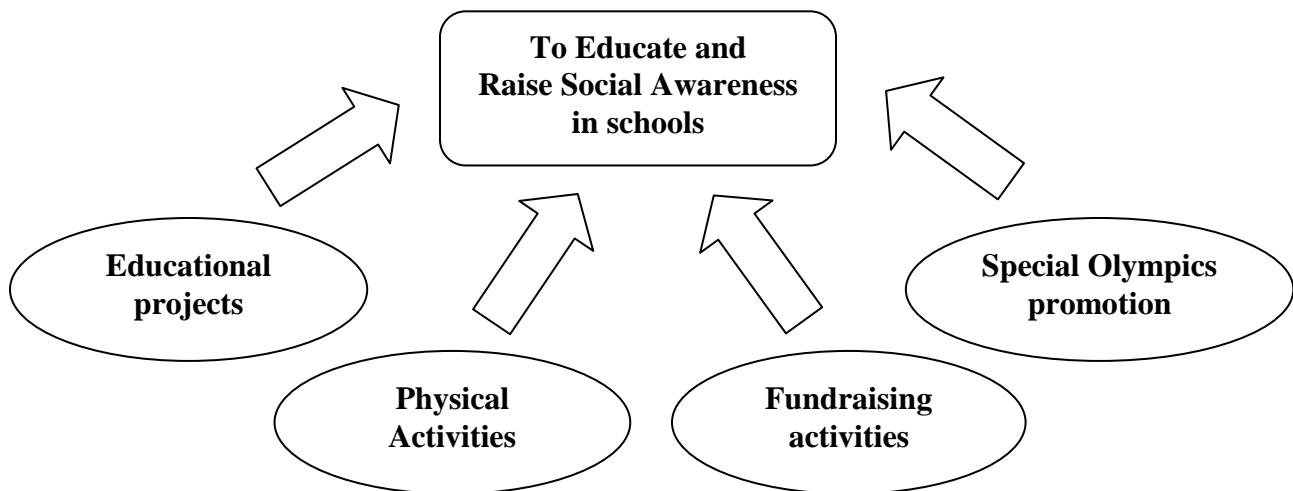 To Educate and
Raise Social Awareness
in schools
Educational
projects
Special Olympics
promotion
Physical
Activities
Fundraising
activities